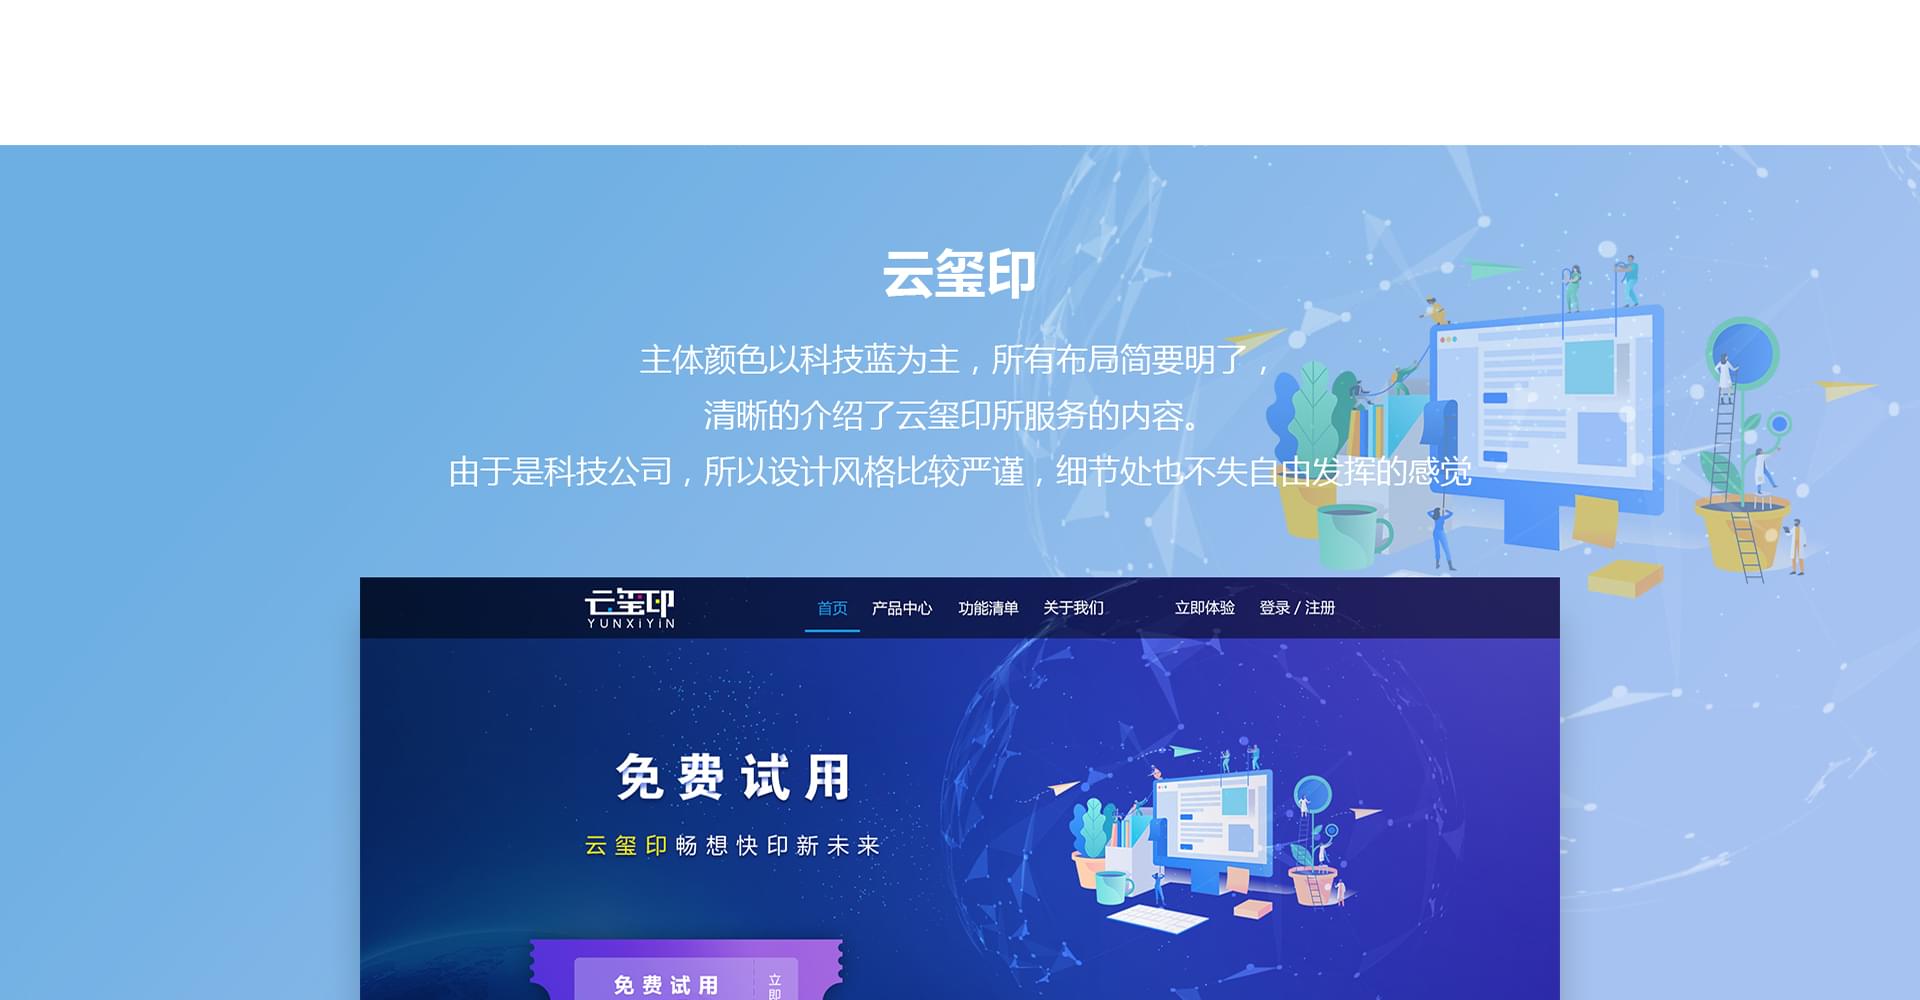 云玺印
主体颜色以科技蓝为主，所有布局简要明了，
清晰的介绍了云玺印所服务的内容。
由于是科技公司，所以设计风格比较严谨，细节处也不失自由发挥的感觉
云玺印
YUNXiYiN
首页 产品中心 功能清单 关于我们 立即体验 登录 / 注册
免费试用
云玺印畅想快印新未来
免费试用
立即